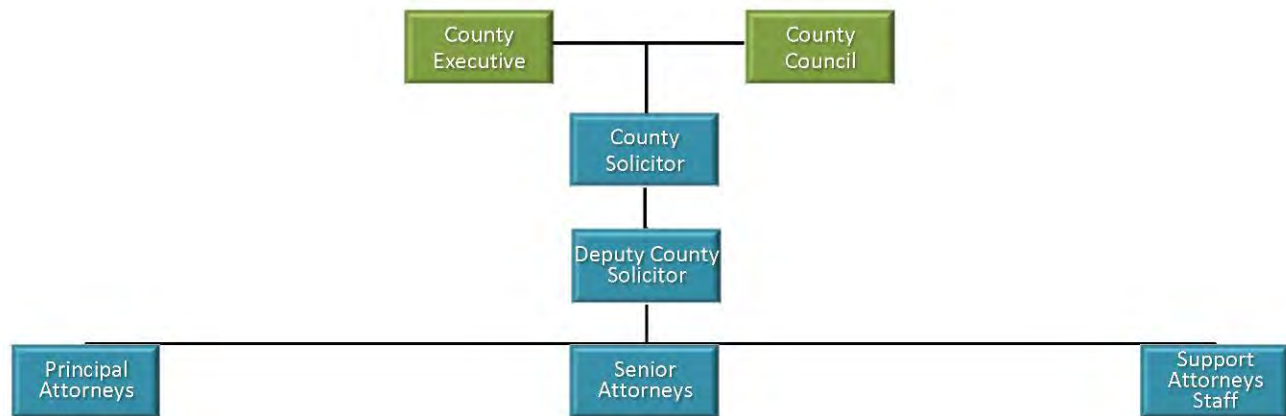 County
Executive
County
Council
County
Solicitor
Deputy County
Solicitor
Principal
Attorneys
Senior
Attorneys
Support
Attorneys
Staff